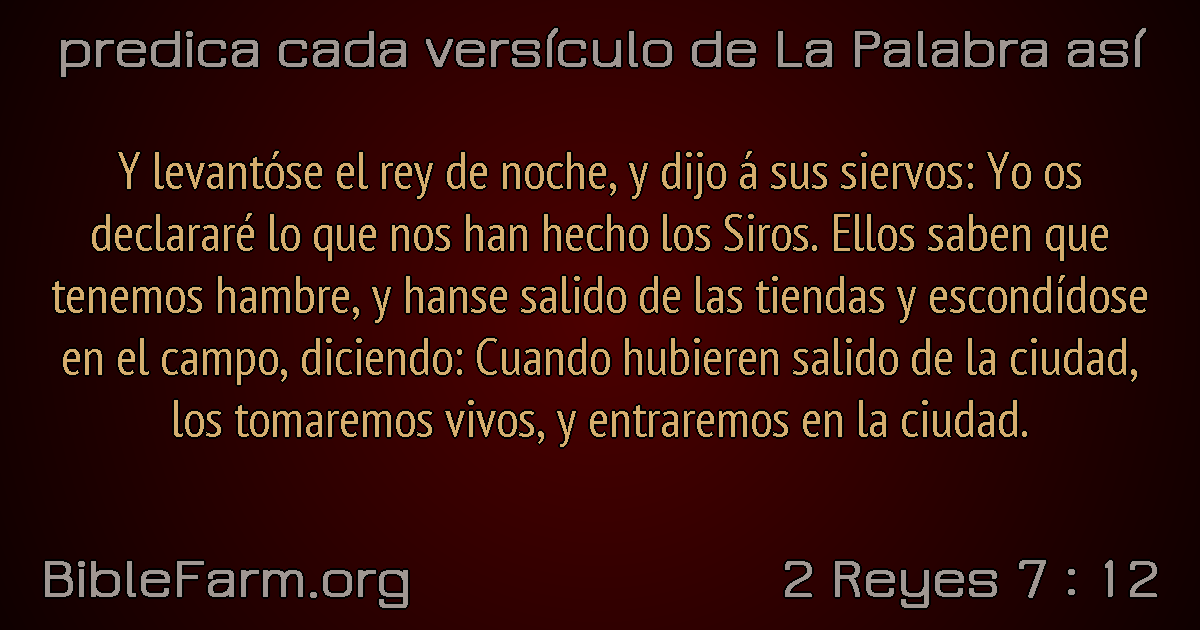 predica cada versículo de La Palabra así
Y levantóse el rey de noche, y dijo á sus siervos: Yo os
declararé lo que nos han hecho los Siros. Ellos saben que
tenemos hambre, y hanse salido de las tiendas y escondídose
en el campo, diciendo: Cuando hubieren salido de la ciudad,
los tomaremos vivos, y entraremos en la ciudad.
BibleFarm.org
2 Reyes 7 : 12